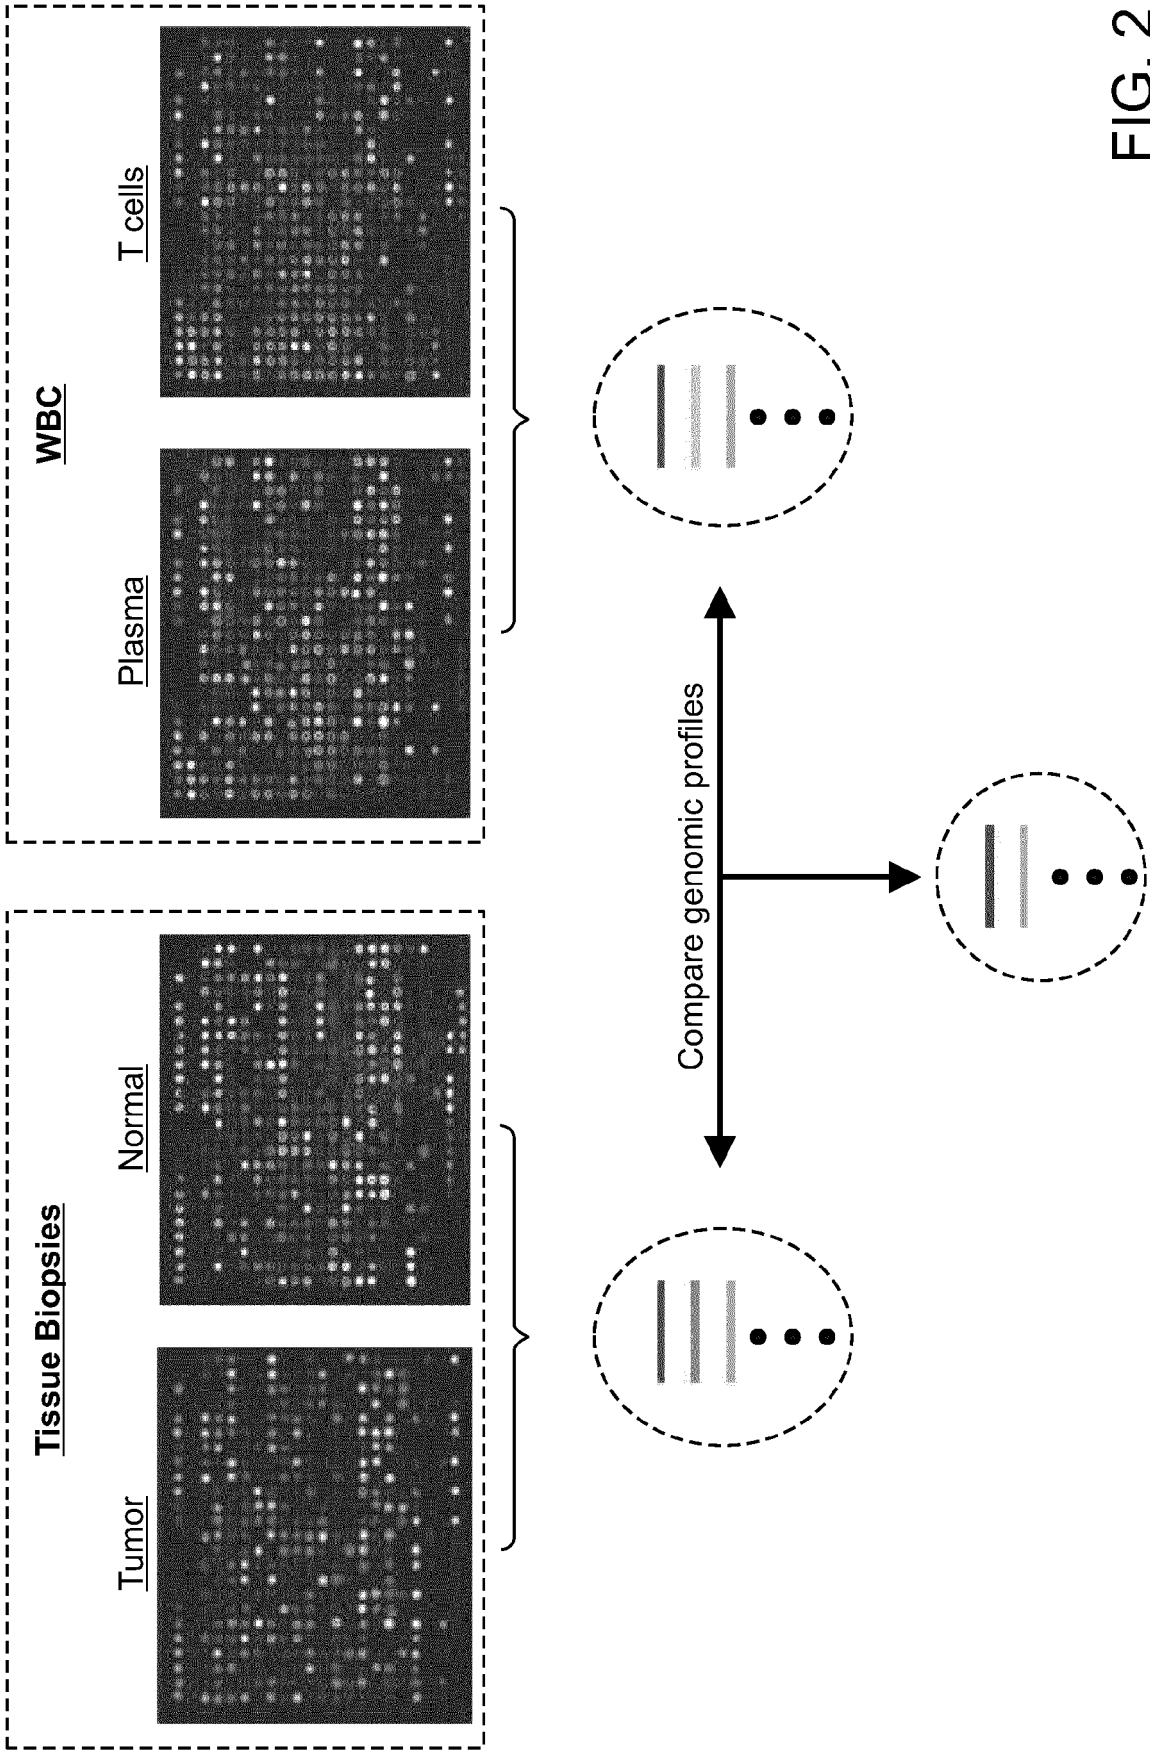 Tissue Biopsies
WBC
Tumor
Normal
Plasma
T cells
Compare genomic profiles
FIG. 2